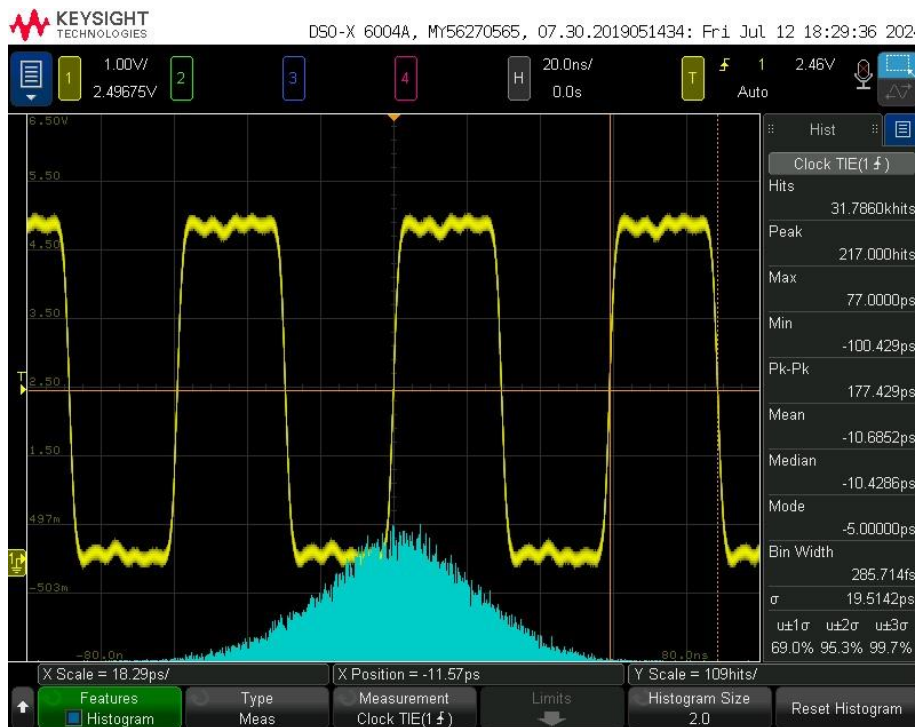 KEYSIGHT
TECHNOLOGIES
DSO-X 6004A, MY56270565, 07.30.2019051434: Fri Jul 12 18:29:36 202
1 1.00V/ 2 3 4 H 20.0ns/ T 1 2.46V
2.49675V 0.0s Auto
6.50V
5.50
4.50
3.50
2.50
1.50
497m
-503m
-80.0n
80.0ns
T
1
Hist
Clock TIE(1)
Hits
31.7860khits
Peak
217.000hits
Max
77.0000ps
Min
-100.429ps
Pk-Pk
177.429ps
Mean
-10.6852ps
Median
-10.4286ps
Mode
-5.00000ps
Bin Width
285.714fs
σ 19.5142ps
u±1σ u±2σ u±3σ
69.0% 95.3% 99.7%
X Scale = 18.29ps/ X Position = -11.57ps Y Scale = 109hits/
Features Type Measurement Limits Histogram Size Reset Histogram
Histogram Meas Clock TIE(1) 2.0